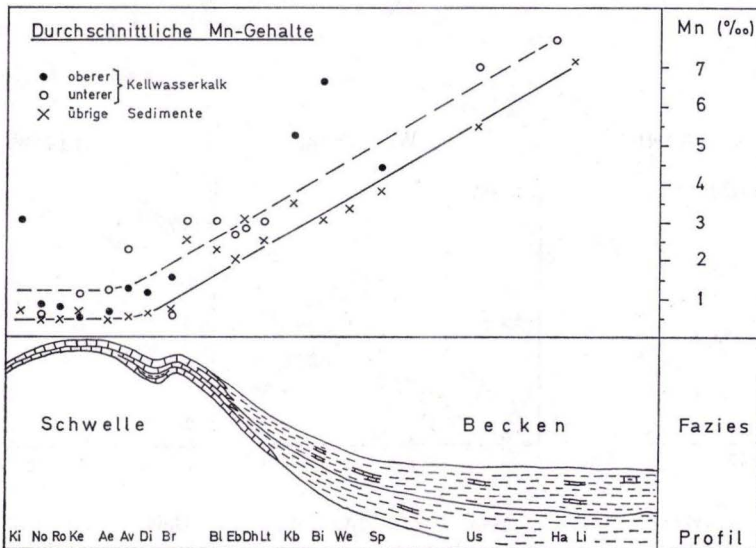 Durchschnittliche Mn-Gehalte
Mn (‰)
● oberer
○ unterer
} Kellwasserkalk
× übrige Sedimente
7
6
5
4
3
2
1
Schwelle
Becken
Fazies
Ki No Ro Ke Ae Av Di Br Bl Eb Dh Lt Kb Bi We Sp Us Ha Li
Profil